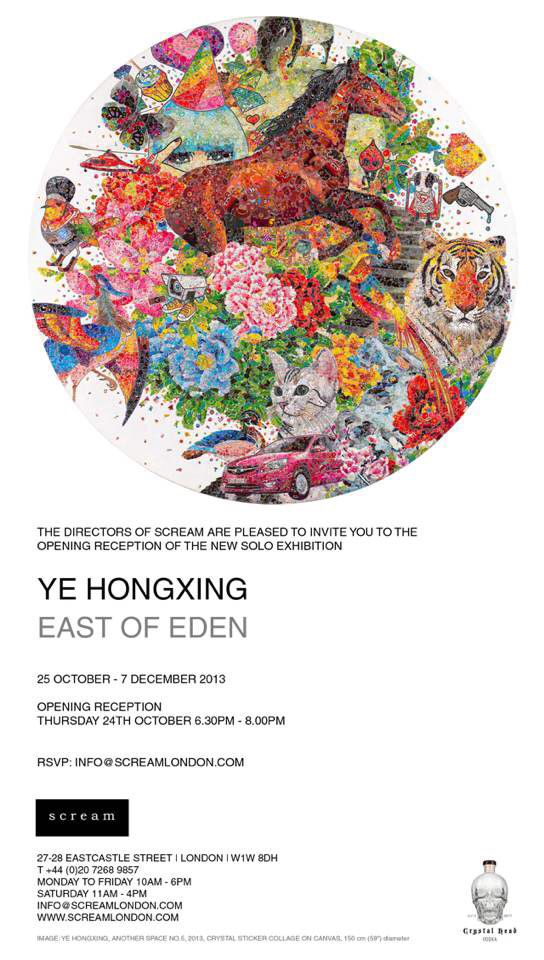 THE DIRECTORS OF SCREAM ARE PLEASED TO INVITE YOU TO THE
OPENING RECEPTION OF THE NEW SOLO EXHIBITION
YE HONGXING
EAST OF EDEN
25 OCTOBER - 7 DECEMBER 2013
OPENING RECEPTION
THURSDAY 24TH OCTOBER 6.30PM - 8.00PM
RSVP: INFO@SCREAMLONDON.COM
scream
27-28 EASTCASTLE STREET | LONDON | W1W 8DH
T +44 (0)20 7268 9857
MONDAY TO FRIDAY 10AM - 6PM
SATURDAY 11AM - 4PM
INFO@SCREAMLONDON.COM
WWW.SCREAMLONDON.COM
Crystal Head
VODKA
IMAGE: YE HONGXING, ANOTHER SPACE NO.5, 2013, CRYSTAL STICKER COLLAGE ON CANVAS, 150 cm (59") diameter